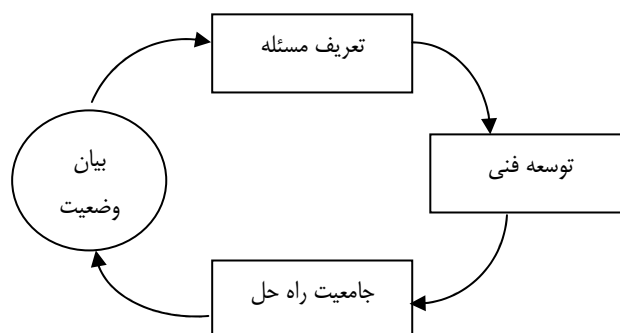 تعریف مسئله
توسعه فنی
جامعیت راه حل
بیان
وضعیت